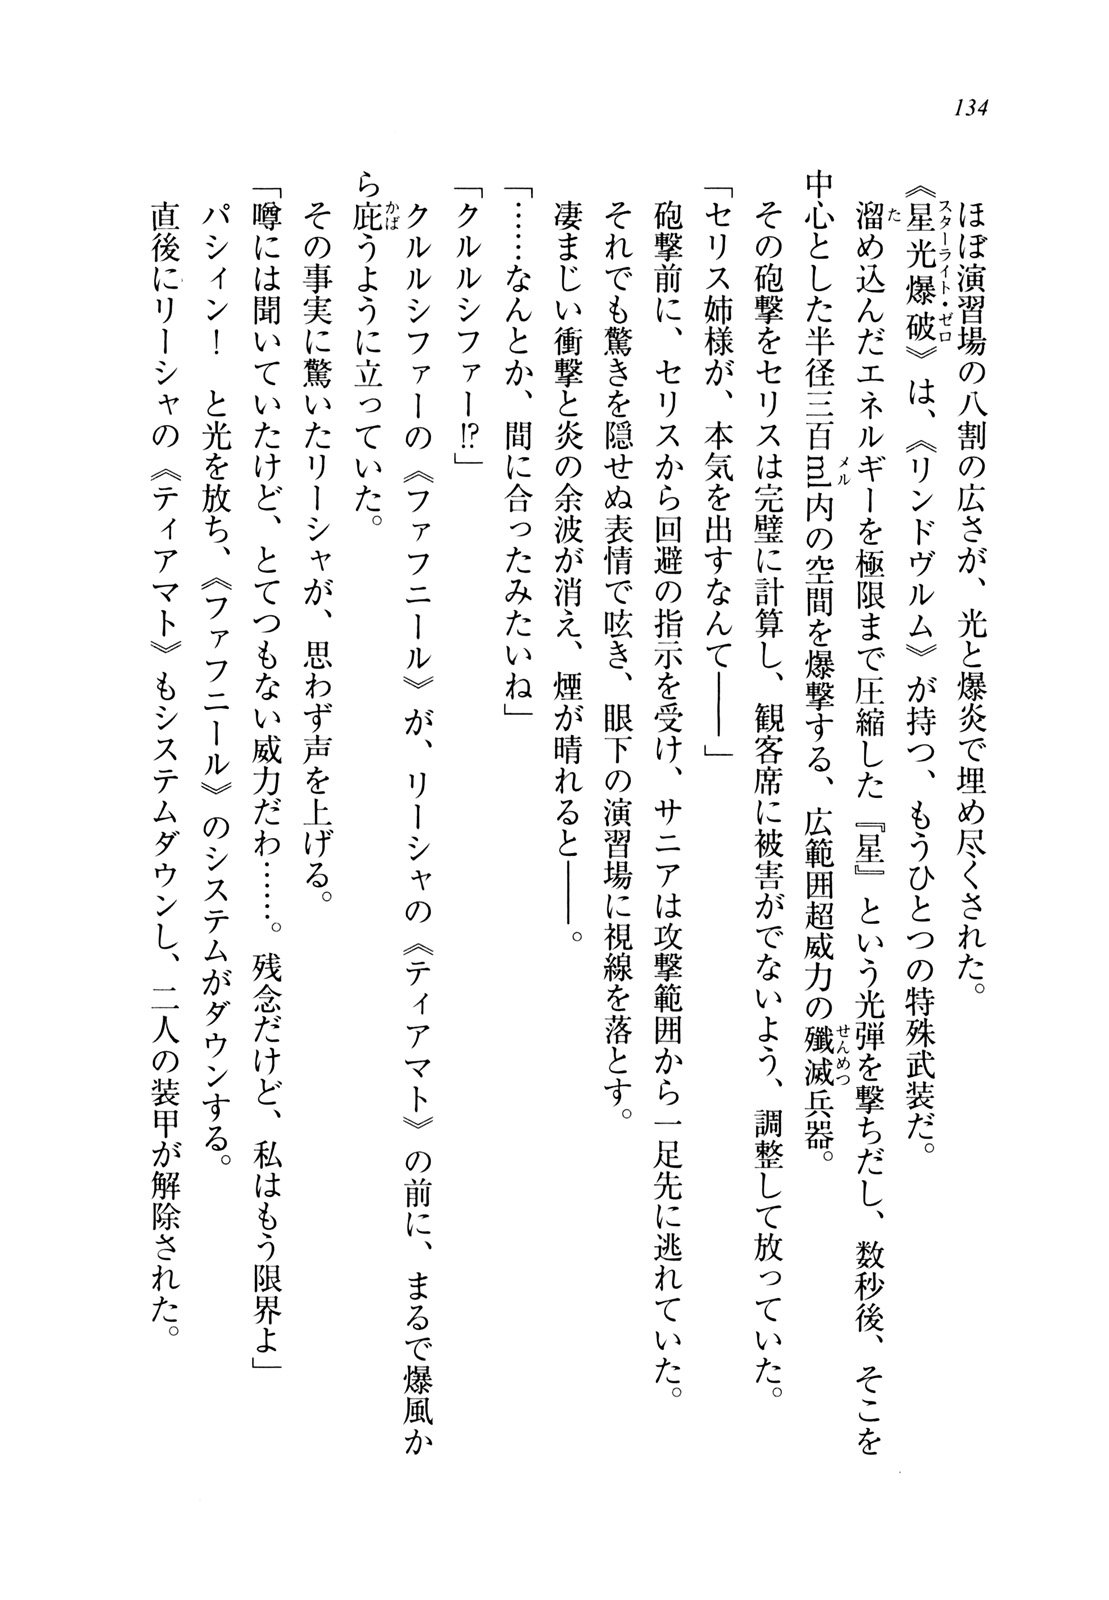 134
ほぼ演習場の八割の広さが、光と爆炎で埋め尽くされた。
《星光爆破》は、《リンドヴルム》が持つ、もうひとつの特殊武装だ。
スターライト・ゼロ
溜め込んだエネルギーを極限まで圧縮した『星』という光弾を撃ちだし、数秒後、そこを
た
中心とした半径三百ml内の空間を爆撃する、広範囲超威力の殲滅兵器。
メル
せんめつ
その砲撃をセリスは完璧に計算し、観客席に被害がでないよう、調整して放っていた。
「セリス姉様が、本気を出すなんて――」
砲撃前に、セリスから回避の指示を受け、サニアは攻撃範囲から一足先に逃れていた。
それでも驚きを隠せぬ表情で呟き、眼下の演習場に視線を落とす。
凄まじい衝撃と炎の余波が消え、煙が晴れると――。
「……なんとか、間に合ったみたいね」
「クルルシファー!?」
クルルシファーの《ファフニール》が、リーシャの《ティアマト》の前に、まるで爆風か
ら庇うように立っていた。
かば
その事実に驚いたリーシャが、思わず声を上げる。
「噂には聞いていたけど、とてつもない威力だわ……。残念だけど、私はもう限界よ」
パシィン！　と光を放ち、《ファフニール》のシステムがダウンする。
直後にリーシャの《ティアマト》もシステムダウンし、二人の装甲が解除された。